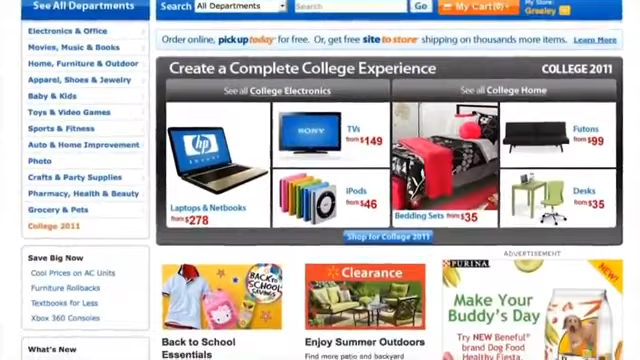 See All Departments
Search All Departments Search Go My Cart(0)
My Store:
Greeley
Order online, pickup today for free. Or, get free site to store shipping on thousands more items. Learn More
Electronics & Office
Movies, Music & Books
Home, Furniture & Outdoor
Apparel, Shoes & Jewelry
Baby & Kids
Toys & Video Games
Sports & Fitness
Auto & Home Improvement
Photo
Crafts & Party Supplies
Pharmacy, Health & Beauty
Grocery & Pets
College 2011
Save Big Now
Cool Prices on AC Units
Furniture Rollbacks
Textbooks for Less
Xbox 360 Consoles
What's New
Create a Complete College Experience COLLEGE 2011
See all College Electronics
See all College Home
hp
Laptops & Netbooks
from $278
SONY
TVs
from $149
iPods
from $46
Bedding Sets from $35
Futons
from $99
Desks
from $35
Shop for College 2011
BACK to SCHOOL SAVINGS
Back to School
Essentials
Clearance
Enjoy Summer Outdoors
Find more patio and backyard
ADVERTISEMENT
PURINA
NEW!
Make Your
Buddy's Day
Try NEW Beneful
brand Dog Food
Healthy Fiesta.